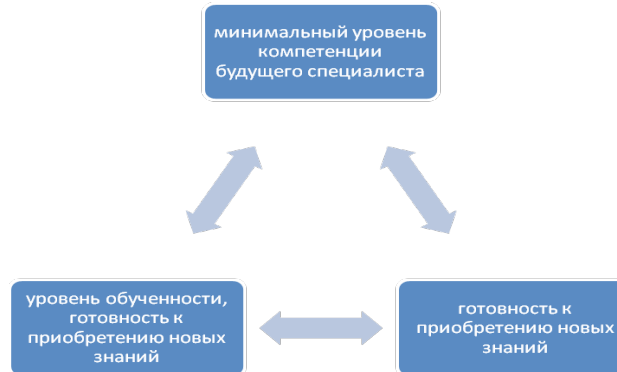 минимальный уровень
компетенции
будущего специалиста
уровень обученности,
готовность к
приобретению новых
знаний
готовность к
приобретению новых
знаний